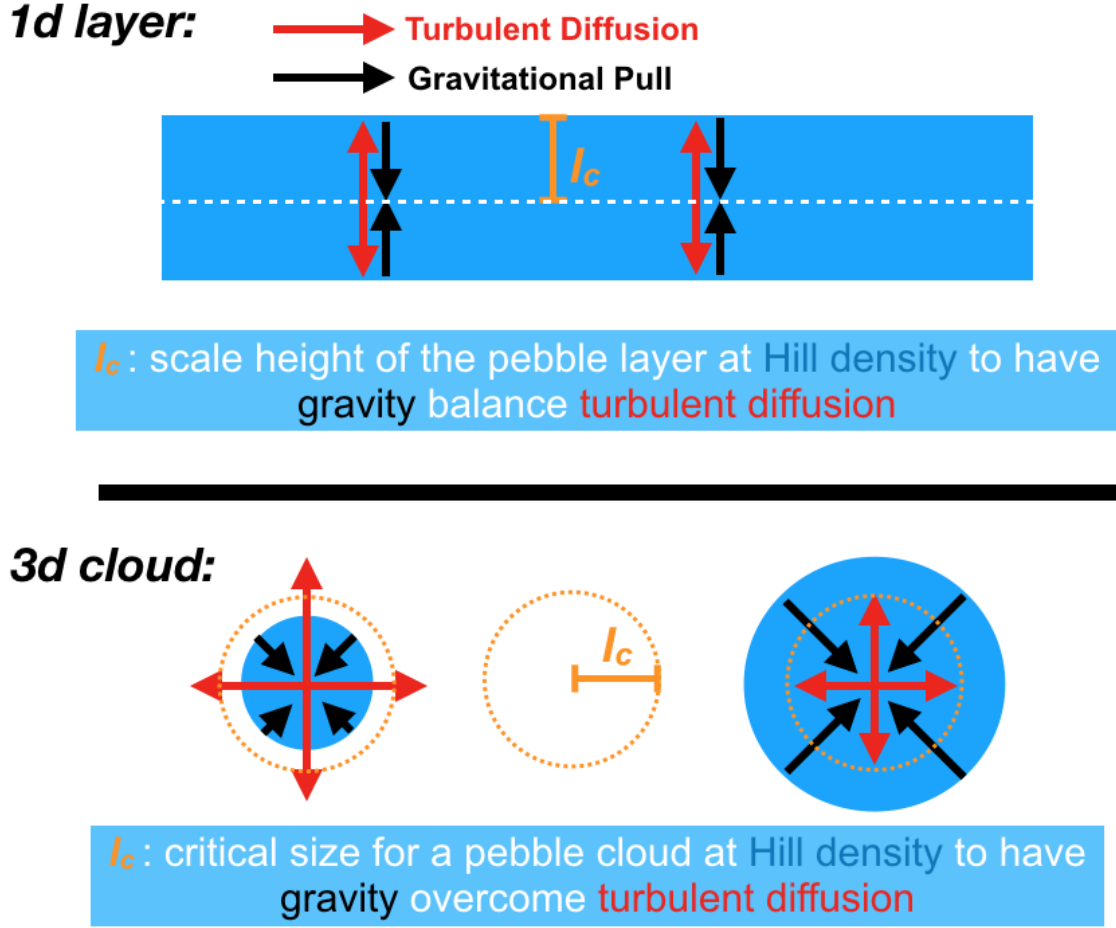 1d layer:
Turbulent Diffusion
Gravitational Pull
lc
lc : scale height of the pebble layer at Hill density to have
gravity balance turbulent diffusion
3d cloud:
lc
lc : critical size for a pebble cloud at Hill density to have
gravity overcome turbulent diffusion